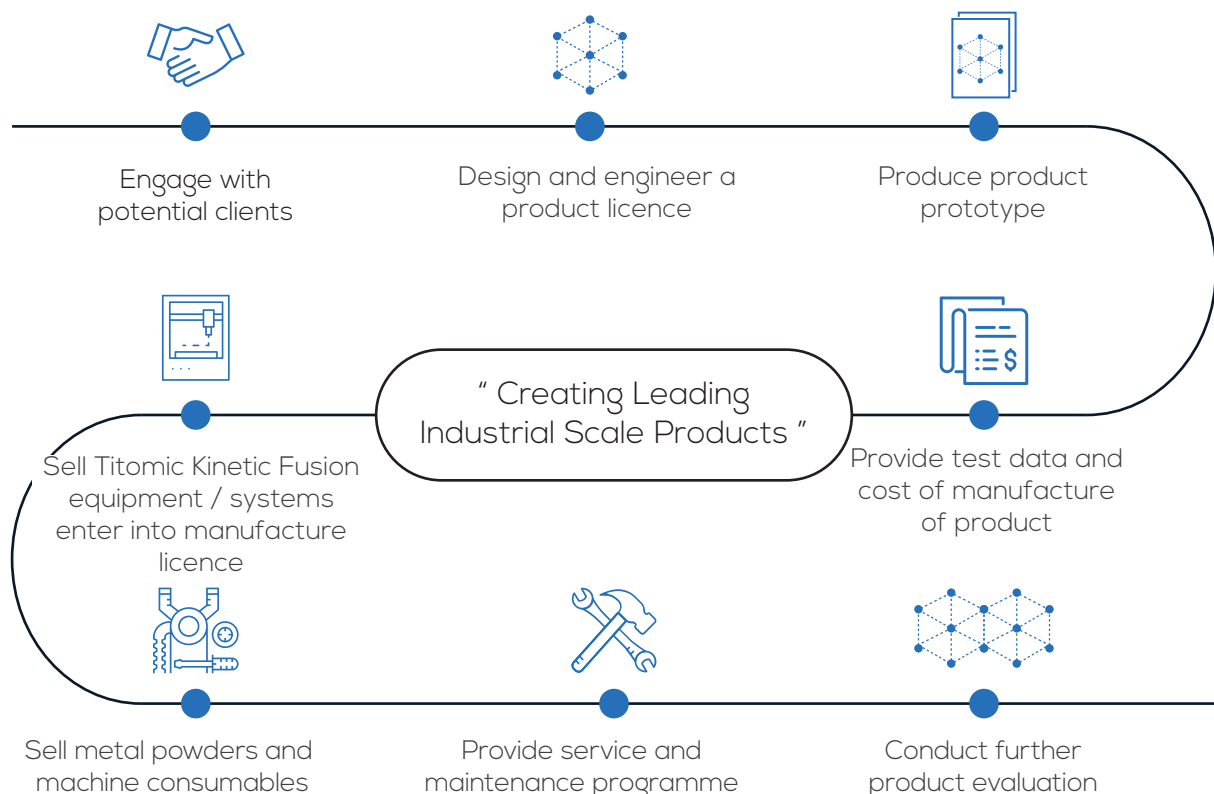 Engage with
potential clients
Design and engineer a
product licence
Produce product
prototype
$
Provide test data and
cost of manufacture
of product
" Creating Leading
Industrial Scale Products "
Sell Titomic Kinetic Fusion
equipment / systems
enter into manufacture
licence
Sell metal powders and
machine consumables
Provide service and
maintenance programme
Conduct further
product evaluation